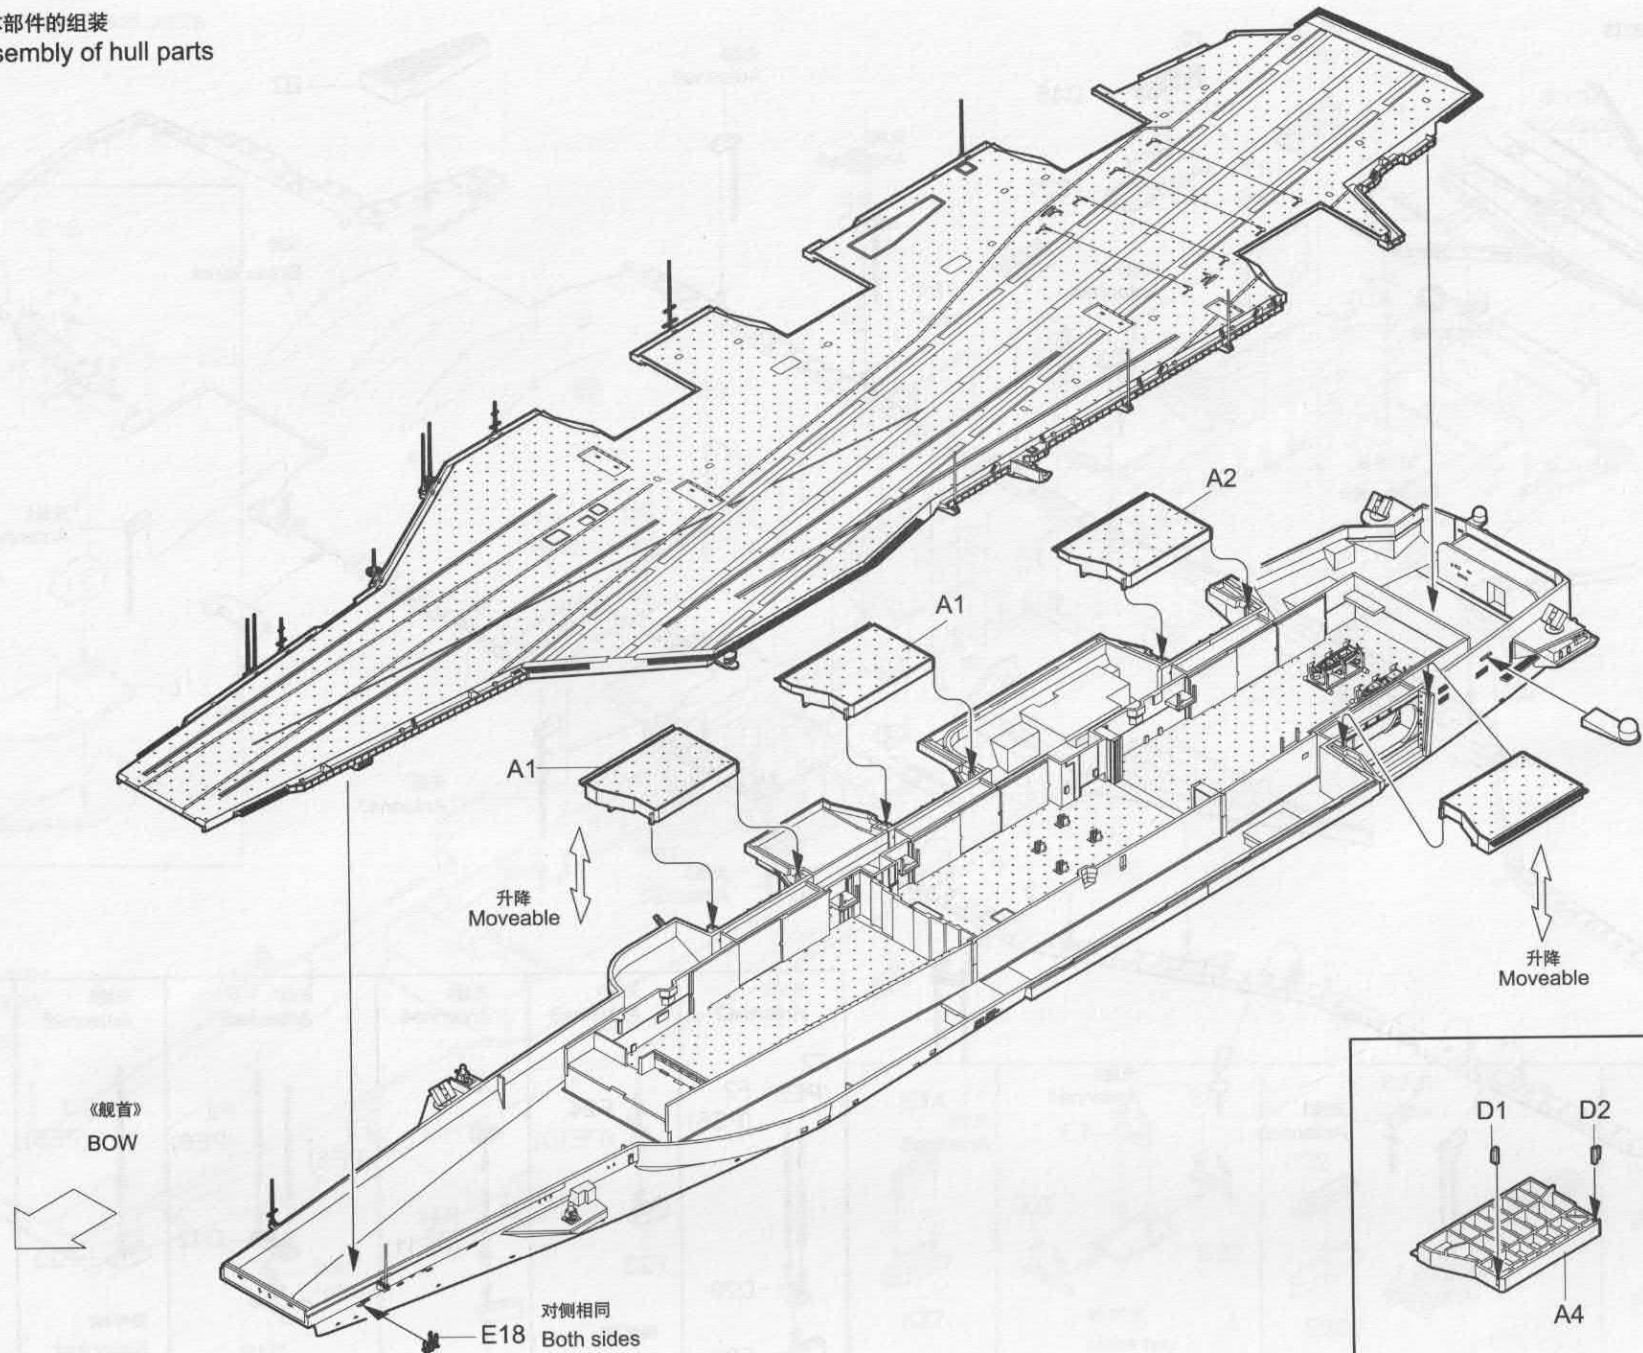 部件的组装
sembly of hull parts
A2
A1
A1
升降
Moveable
升降
Moveable
《舰首》
BOW
D1
D2
A4
对侧相同
E18
Both sides